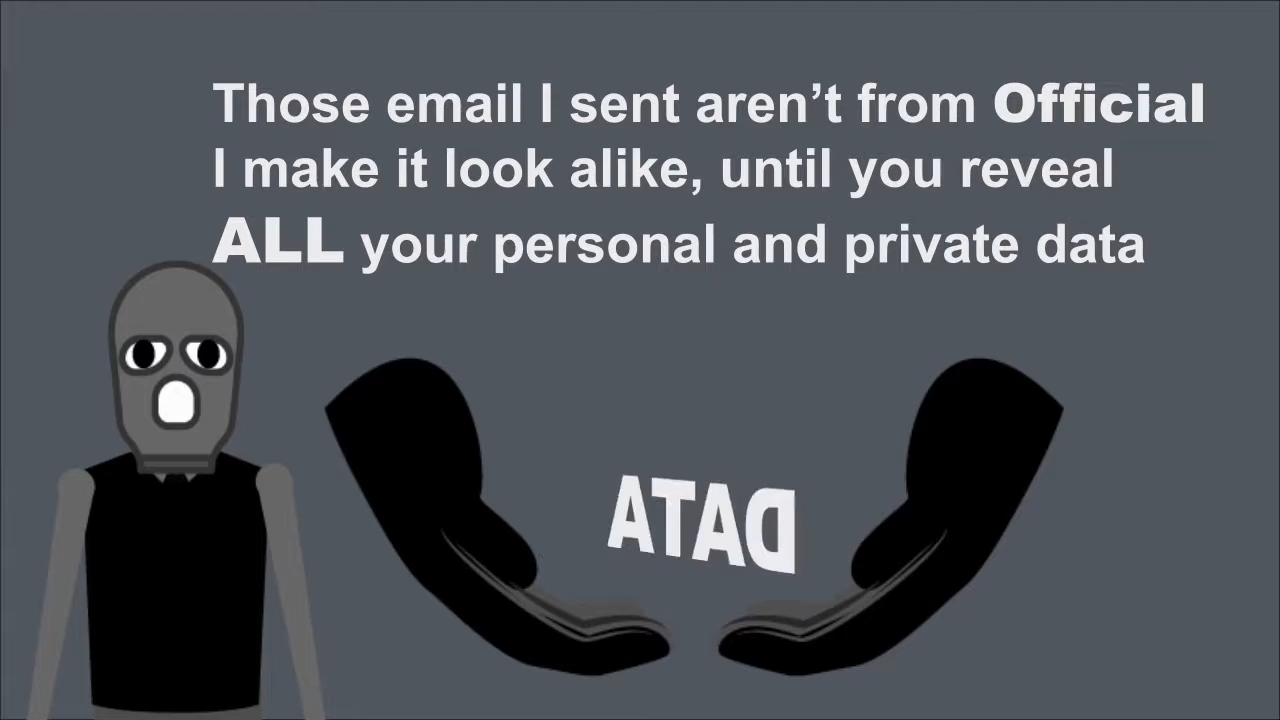 Those email I sent aren’t from Official
I make it look alike, until you reveal
ALL your personal and private data
DATA